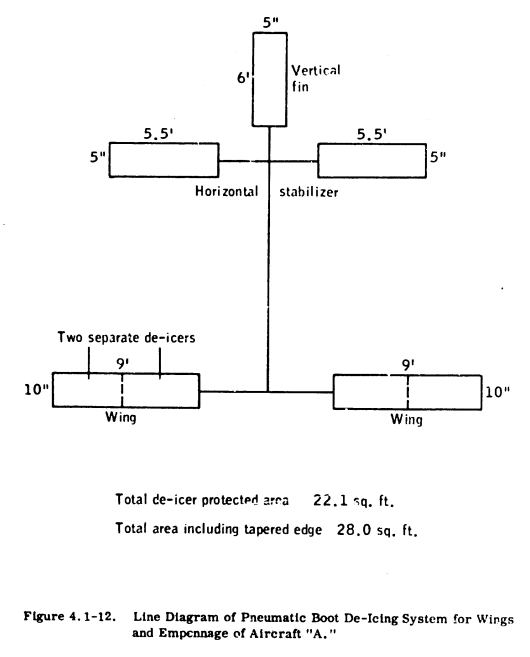 5"
6'
Vertical
fin
5.5'
5.5'
5"
5"
Horizontal stabilizer
Two separate de-icers
9'
9'
10"
10"
Wing
Wing
Total de-icer protected area 22.1 sq. ft.
Total area including tapered edge 28.0 sq. ft.
Figure 4.1-12. Line Diagram of Pneumatic Boot De-Icing System for Wings
and Empennage of Aircraft "A."